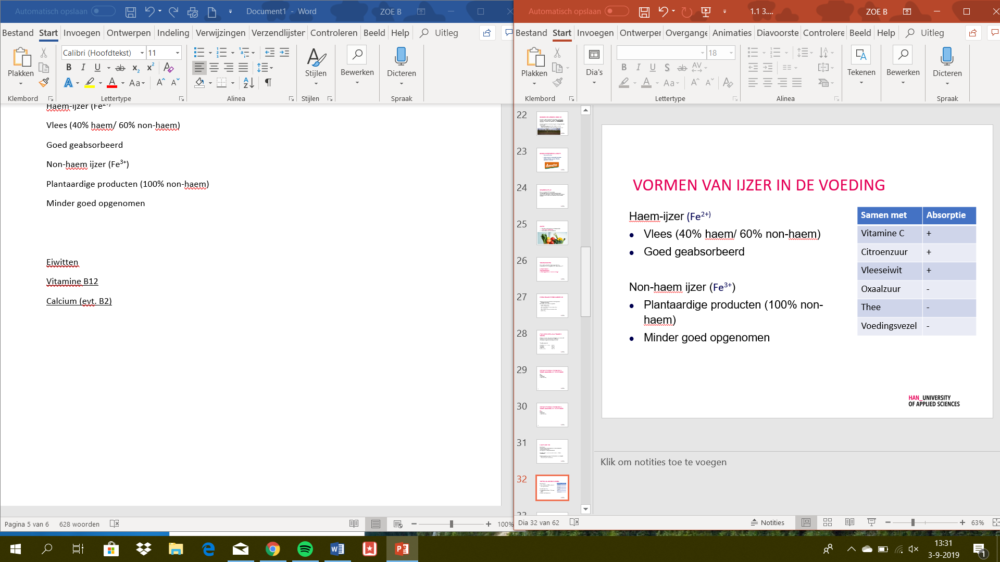 Automatisch opslaan
Document1 - Word
ZOE B
Bestand Start Invoegen Ontwerpen Indeling Verwijzingen Verzendlijsten Controleren Beeld Help Uitleg
Calibri (Hoofdtekst) 11
Plakken
Stijlen
Bewerken
Dicteren
Klembord
Lettertype
Alinea
Stijlen
Spraak
Haem-ijzer (Fe²⁺)
Vlees (40% haem/ 60% non-haem)
Goed geabsorbeerd
Non-haem ijzer (Fe³⁺)
Plantaardige producten (100% non-haem)
Minder goed opgenomen
Eiwitten
Vitamine B12
Calcium (evt. B2)
Pagina 5 van 6 628 woorden
100%
Automatisch opslaan
1.1 3....
ZOE B
Bestand Start Invoegen Ontwerper Overgange Animaties Diavoorste Controlere Beeld Help Uitleg
18
Plakken
Dia's
Tekenen
Bewerken
Dicteren
Klembord
Lettertype
Alinea
Spraak
22
23
demeter
24
25
26
27
28
29
30
31
32
VORMEN VAN IJZER IN DE VOEDING
Haem-ijzer (Fe²⁺)
• Vlees (40% haem/ 60% non-haem)
• Goed geabsorbeerd
Non-haem ijzer (Fe³⁺)
• Plantaardige producten (100% non-
haem)
• Minder goed opgenomen
Samen met Absorptie
Vitamine C +
Citroenzuur +
Vleeseiwit +
Oxaalzuur -
Thee -
Voedingsvezel -
HAN_UNIVERSITY
OF APPLIED SCIENCES
Klik om notities toe te voegen
Dia 32 van 62
Notities
63%
13:31
3-9-2019
1